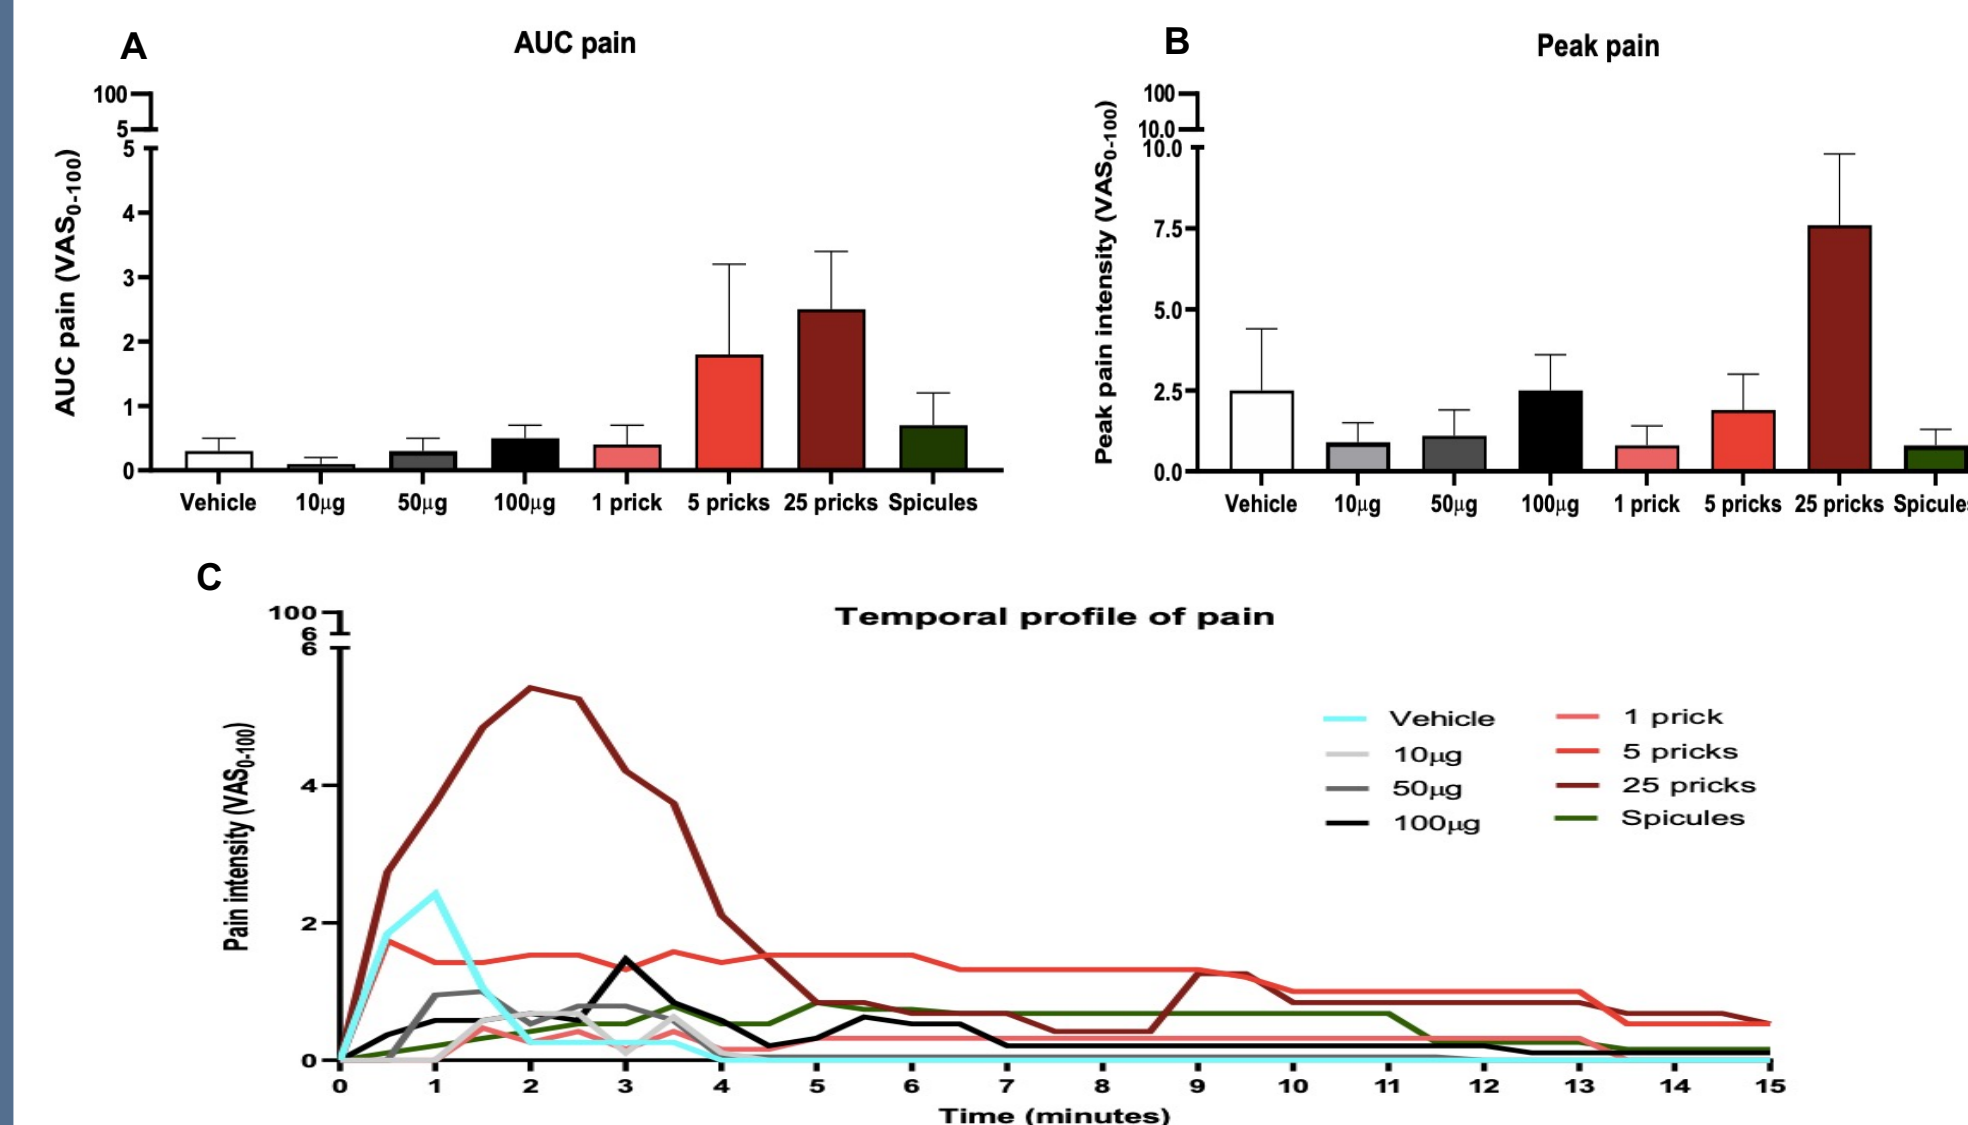 A
AUC pain
100
5
5
4
3
2
1
0
AUC pain (VAS0-100)
Vehicle 10µg 50µg 100µg 1 prick 5 pricks 25 pricks Spicules
B
Peak pain
100
10.0
10.0
7.5
5.0
2.5
0.0
Peak pain intensity (VAS0-100)
Vehicle 10µg 50µg 100µg 1 prick 5 pricks 25 pricks Spicules
C
Temporal profile of pain
100
6
6
4
2
0
Pain intensity (VAS0-100)
Vehicle
10µg
50µg
100µg
1 prick
5 pricks
25 pricks
Spicules
0 1 2 3 4 5 6 7 8 9 10 11 12 13 14 15
Time (minutes)